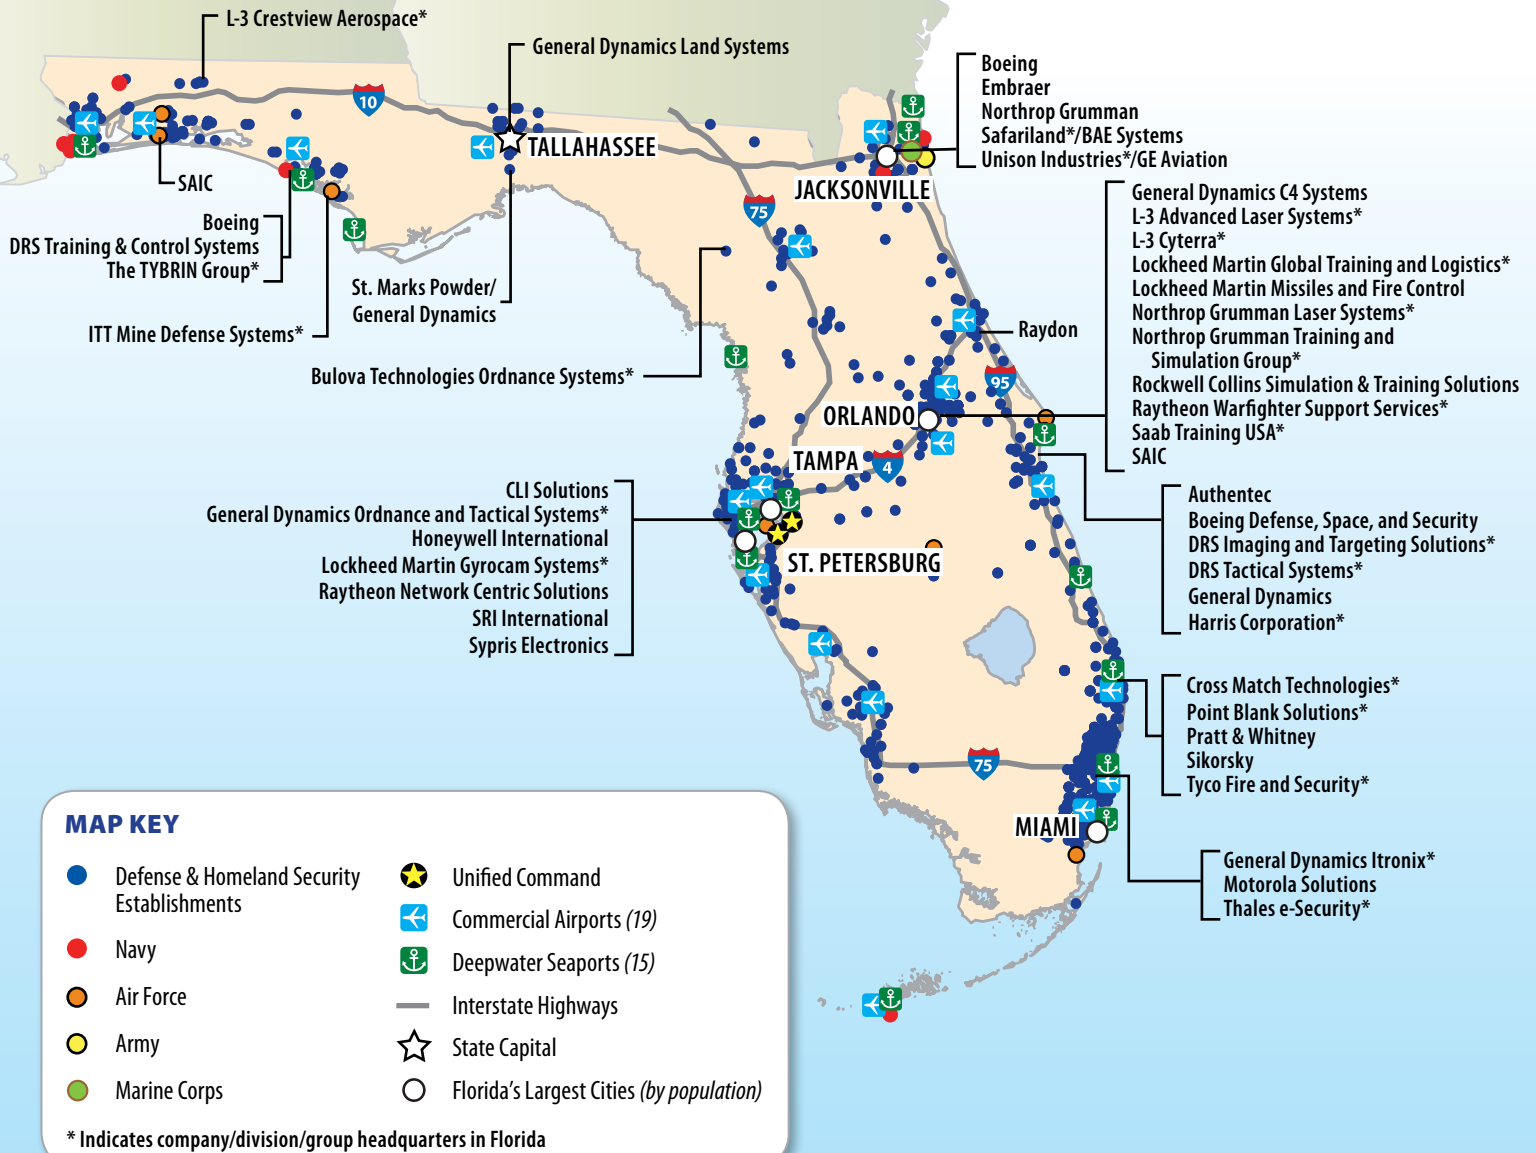 L-3 Crestview Aerospace*
General Dynamics Land Systems
10
TALLAHASSEE
SAIC
Boeing
DRS Training & Control Systems
The TYBRIN Group*
ITT Mine Defense Systems*
St. Marks Powder/
General Dynamics
Bulova Technologies Ordnance Systems*
75
JACKSONVILLE
Boeing
Embraer
Northrop Grumman
Safariland*/BAE Systems
Unison Industries*/GE Aviation
General Dynamics C4 Systems
L-3 Advanced Laser Systems*
L-3 Cyterra*
Lockheed Martin Global Training and Logistics*
Lockheed Martin Missiles and Fire Control
Northrop Grumman Laser Systems*
Northrop Grumman Training and
Simulation Group*
Rockwell Collins Simulation & Training Solutions
Raytheon Warfighter Support Services*
Saab Training USA*
SAIC
Raydon
95
ORLANDO
TAMPA
4
CLI Solutions
General Dynamics Ordnance and Tactical Systems*
Honeywell International
Lockheed Martin Gyrocam Systems*
Raytheon Network Centric Solutions
SRI International
Sypris Electronics
ST. PETERSBURG
Authentec
Boeing Defense, Space, and Security
DRS Imaging and Targeting Solutions*
DRS Tactical Systems*
General Dynamics
Harris Corporation*
Cross Match Technologies*
Point Blank Solutions*
Pratt & Whitney
Sikorsky
Tyco Fire and Security*
75
MIAMI
General Dynamics Itronix*
Motorola Solutions
Thales e-Security*
MAP KEY
Defense & Homeland Security
Establishments
Navy
Air Force
Army
Marine Corps
Unified Command
Commercial Airports (19)
Deepwater Seaports (15)
Interstate Highways
State Capital
Florida's Largest Cities (by population)
* Indicates company/division/group headquarters in Florida